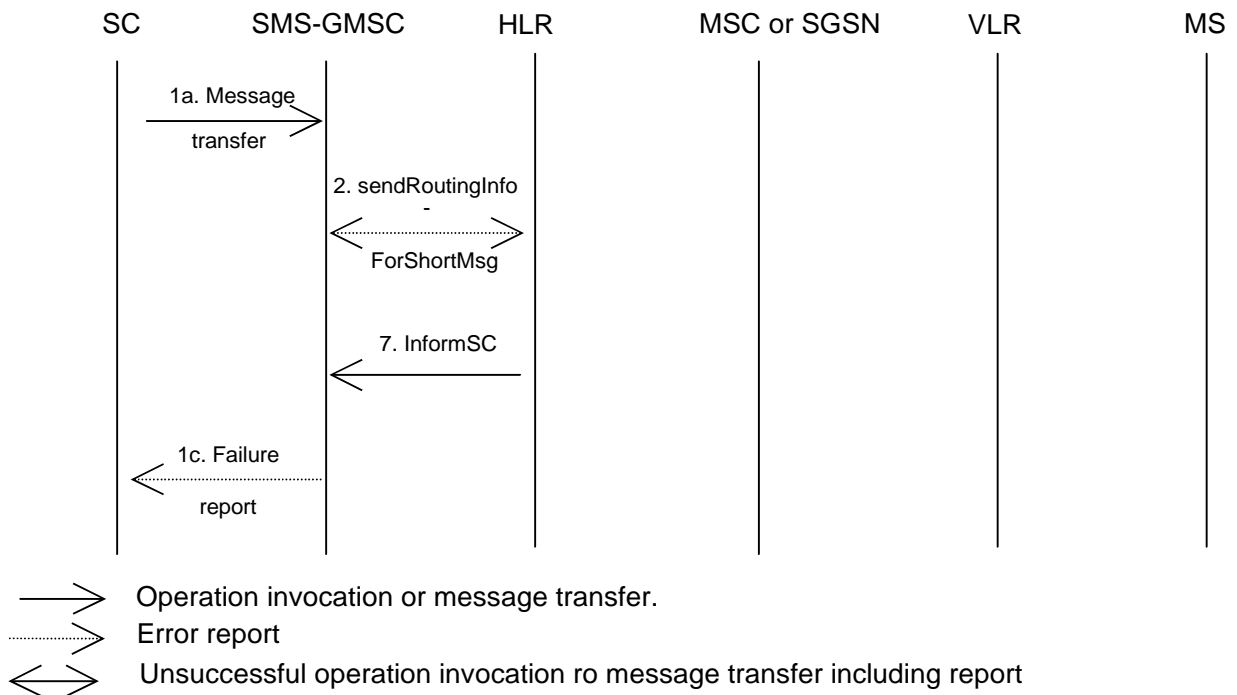 SC SMS-GMSC HLR MSC or SGSN VLR MS
1a. Message
transfer
2. sendRoutingInfo
-
ForShortMsg
7. InformSC
1c. Failure
report
Operation invocation or message transfer.
Error report
Unsuccessful operation invocation ro message transfer including report